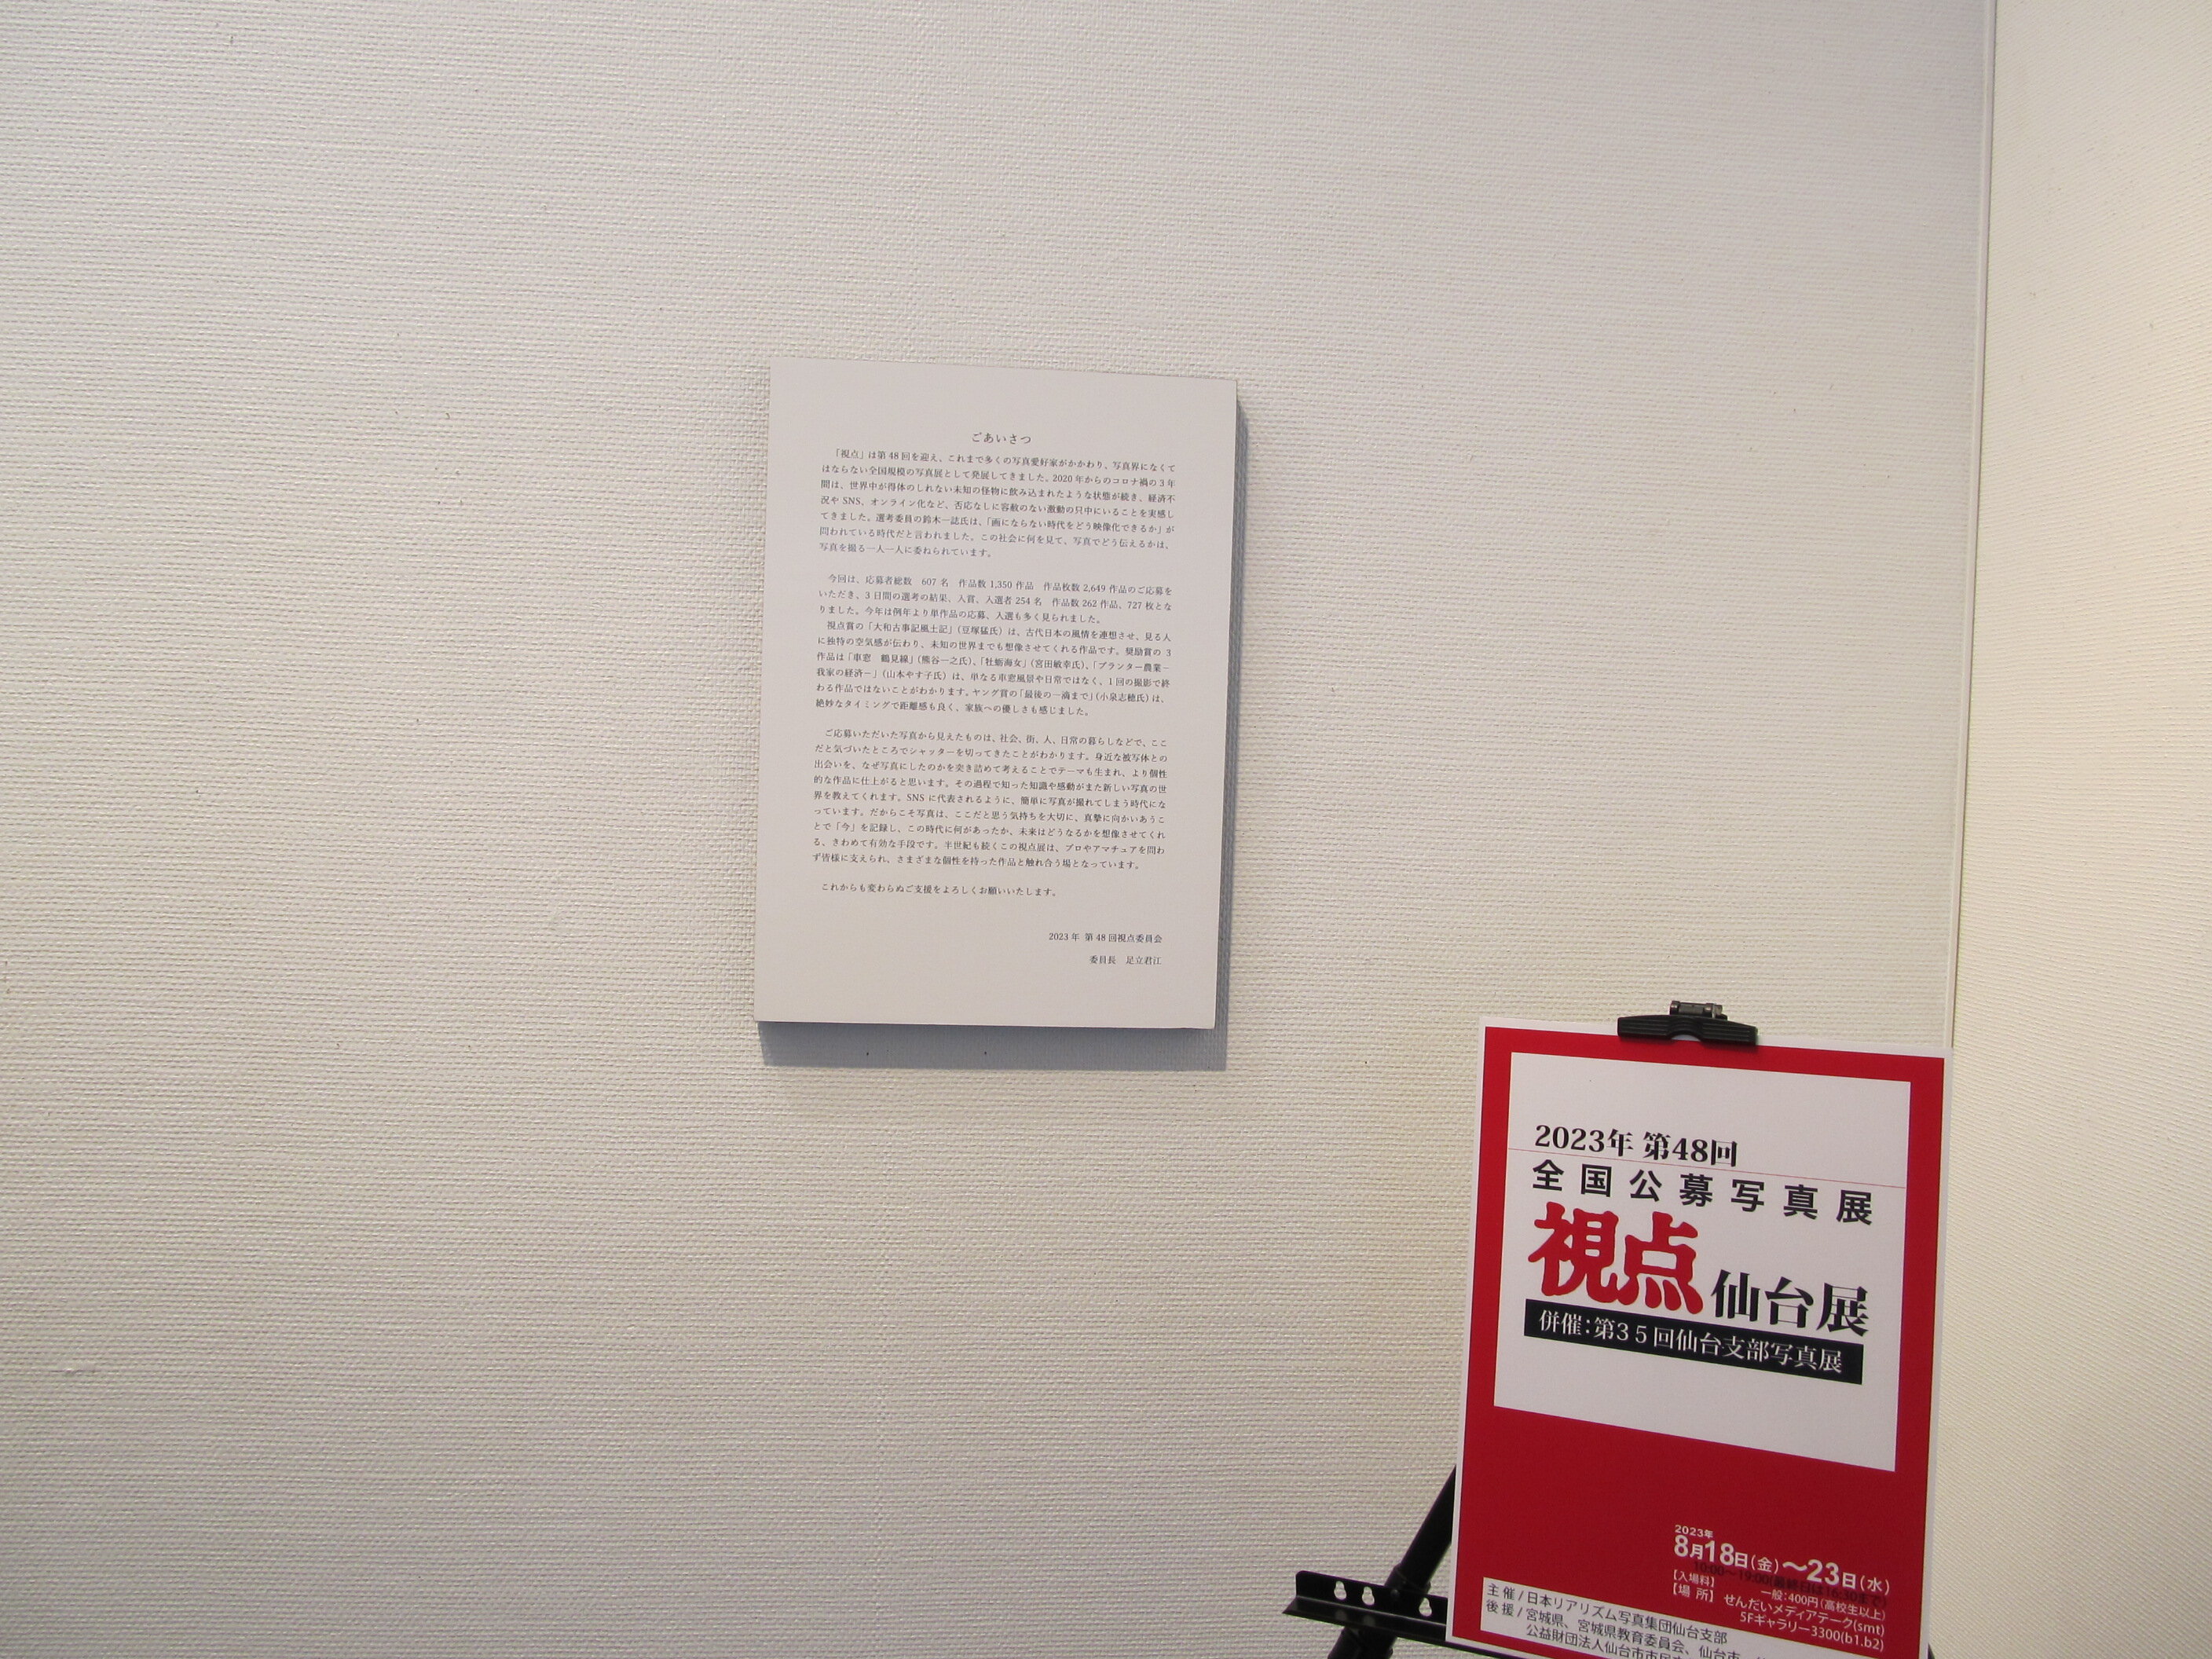 ごあいさつ
「視点」は第48回を迎え、これまで多くの写真愛好家がかかわり、写真界になくて
はならない全国規模の写真展として発展してきました。2020年からのコロナ禍の3年
間は、世界中が得体のしれない未知の怪物に飲み込まれたような状態が続き、経済不
況や SNS、オンライン化など、否応なしに容赦のない激動の只中にいることを実感し
てきました。選考委員の鈴木一誌氏は、「画にならない時代をどう映像化できるか」が
問われている時代だと言われました。この社会に何を見て、写真でどう伝えるかは、
写真を撮る一人一人に委ねられています。
今回は、応募者総数 607名 作品数1,350作品 作品枚数2,649作品のご応募を
いただき、3日間の選考の結果、入賞、入選者254名 作品数262作品、727枚とな
りました。今年は例年より単作品の応募、入選も多く見られました。
視点賞の「大和古事記風土記」(豆塚猛氏)は、古代日本の風情を連想させ、見る人
に独特の空気感が伝わり、未知の世界までも想像させてくれる作品です。奨励賞の3
作品は「車窓 鶴見線」(熊谷一之氏)、「牡蛎海女」(宮田敏幸氏)、「プランター農業－
我家の経済－」(山本やす子氏)は、単なる車窓風景や日常ではなく、1回の撮影で終
わる作品ではないことがわかります。ヤング賞の「最後の一滴まで」(小泉志穂氏)は、
絶妙なタイミングで距離感も良く、家族への優しさも感じました。
ご応募いただいた写真から見えたものは、社会、街、人、日常の暮らしなどで、ここ
だと気づいたところでシャッターを切ってきたことがわかります。身近な被写体との
出会いを、なぜ写真にしたのかを突き詰めて考えることでテーマも生まれ、より個性
的な作品に仕上がると思います。その過程で知った知識や感動がまた新しい写真の世
界を教えてくれます。SNSに代表されるように、簡単に写真が撮れてしまう時代にな
っています。だからこそ写真は、ここだと思う気持ちを大切に、真摯に向かいあうこ
とで「今」を記録し、この時代に何があったか、未来はどうなるかを想像させてくれ
る、きわめて有効な手段です。半世紀も続くこの視点展は、プロやアマチュアを問わ
ず皆様に支えられ、さまざまな個性を持った作品と触れ合う場となっています。
これからも変わらぬご支援をよろしくお願いいたします。
2023年 第48回視点委員会
委員長 足立君江
2023年 第48回
全国公募写真展
視点 仙台展
併催：第35回仙台支部写真展
2023年
8月18日(金)～23日(水)
10:00～19:00(最終日は16:30まで)
【入場料】 一般：400円(高校生以上)
【場所】 せんだいメディアテーク(smt)
5Fギャラリー3300(b1.b2)
主催/日本リアリズム写真集団仙台支部
後援/宮城県、宮城県教育委員会、仙台市、
公益財団法人仙台市市民